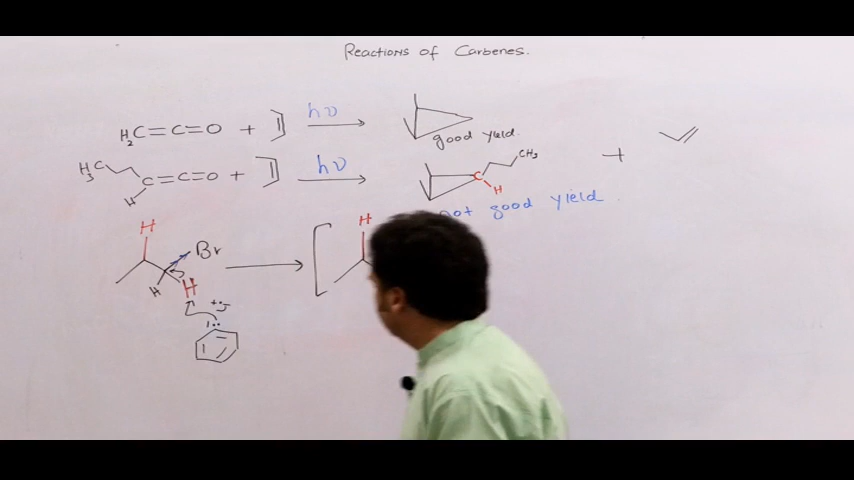 Reactions of Carbenes.
H2C=C=O + hν
good yield.
H3C C=C=O + hν CH3 +
H C H
not good yield
H H
Br
H H